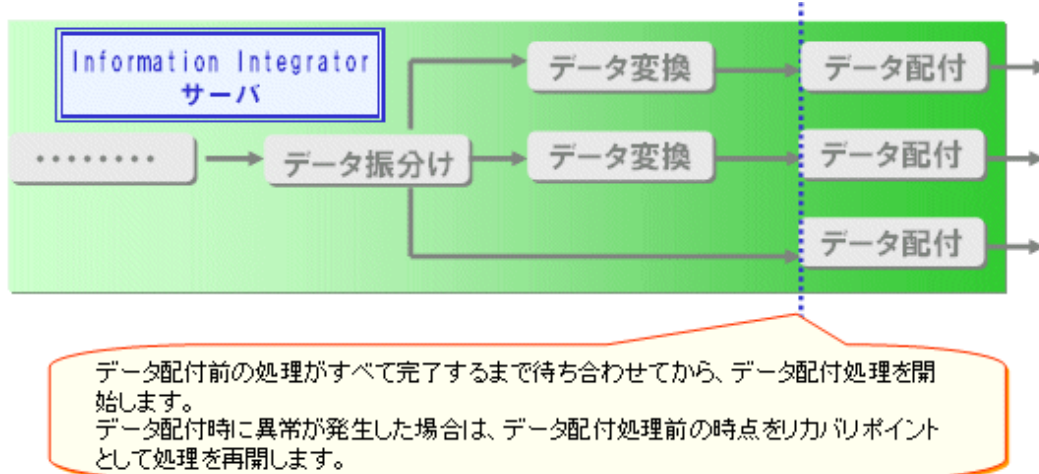 Information Integrator
サーバ
データ変換
データ配付
‥‥‥‥
データ振分け
データ変換
データ配付
データ配付
データ配付前の処理がすべて完了するまで待ち合わせてから、データ配付処理を開
始します。
データ配付時に異常が発生した場合は、データ配付処理前の時点をリカバリポイント
として処理を再開します。